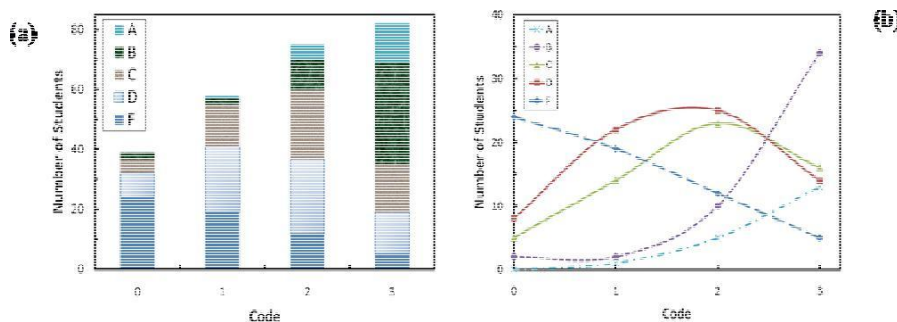 (a)
Number of Students
80
60
40
20
0
A
B
C
D
F
0 1 2 3
Code
(b)
Number of Students
40
30
20
10
0
A
B
C
D
F
0 1 2 3
Code